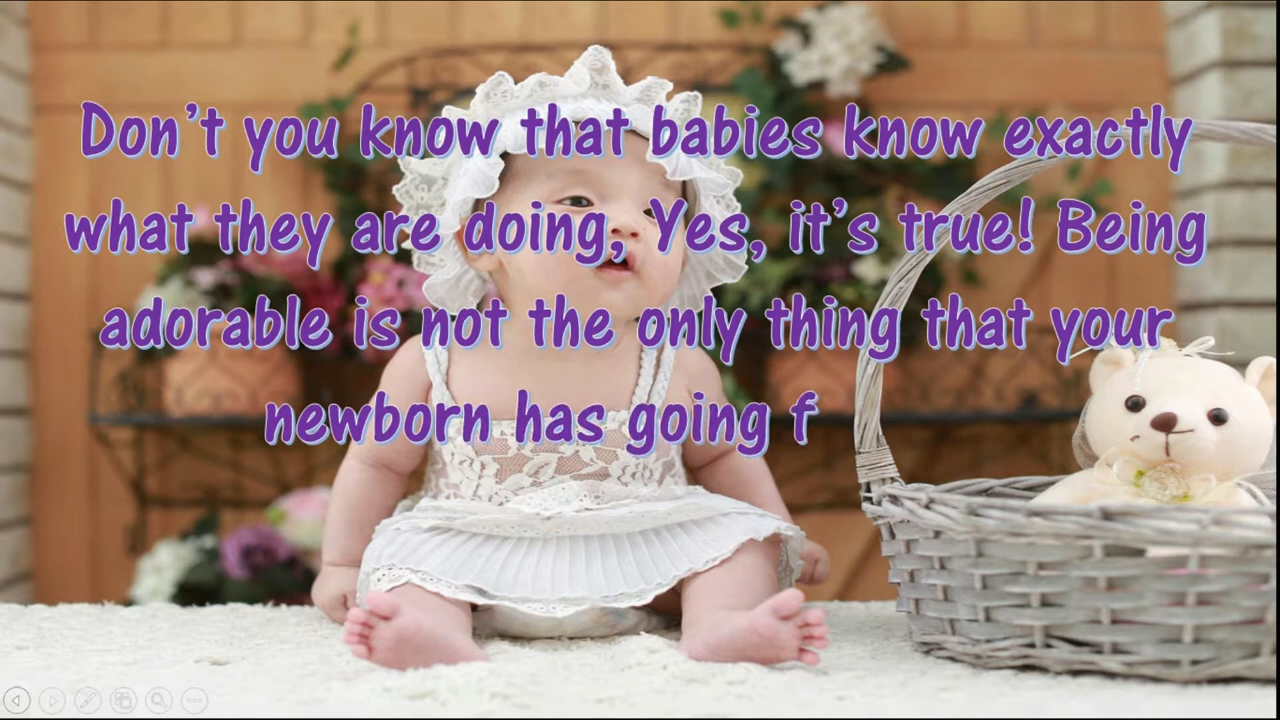 Don’t you know that babies know exactly
what they are doing, Yes, it’s true! Being
adorable is not the only thing that your
newborn has going f